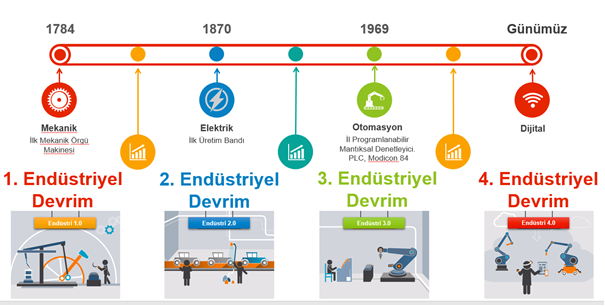 1784
1870
1969
Günümüz
Mekanik
İlk Mekanik Örgü
Makinesi
Elektrik
İlk Üretim Bandı
Otomasyon
İl Programlanabilir
Mantıksal Denetleyici.
PLC, Modicon 84
Dijital
1. Endüstriyel
Devrim
2. Endüstriyel
Devrim
3. Endüstriyel
Devrim
4. Endüstriyel
Devrim
Endüstri 1.0
Endüstri 2.0
Endüstri 3.0
Endüstri 4.0